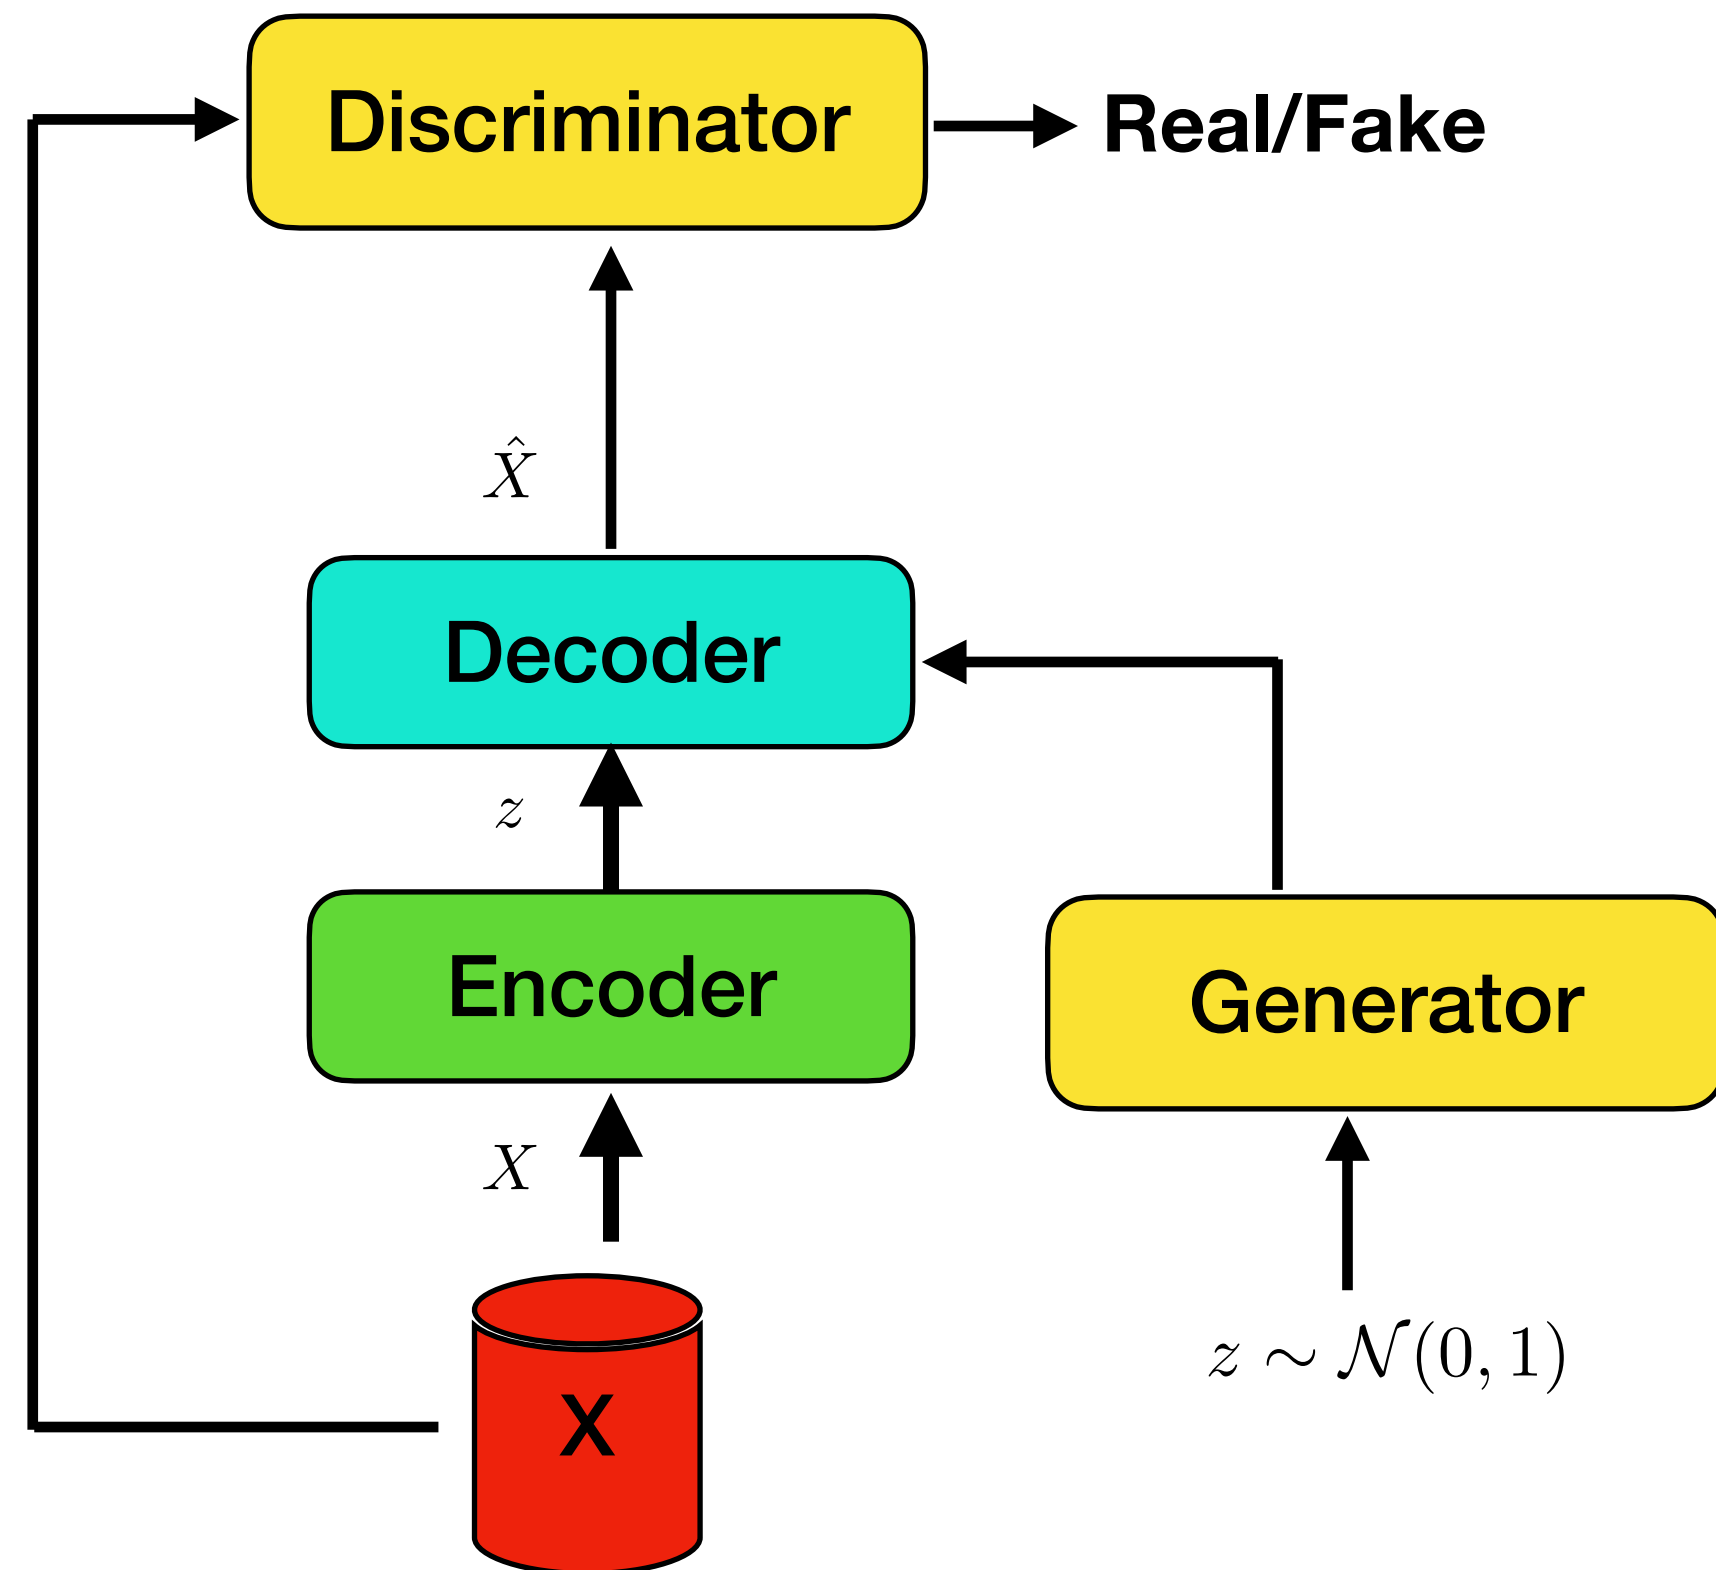 Discriminator
Real/Fake
X̂
Decoder
z
Encoder
Generator
X
z ∼ 𝒩(0, 1)
X